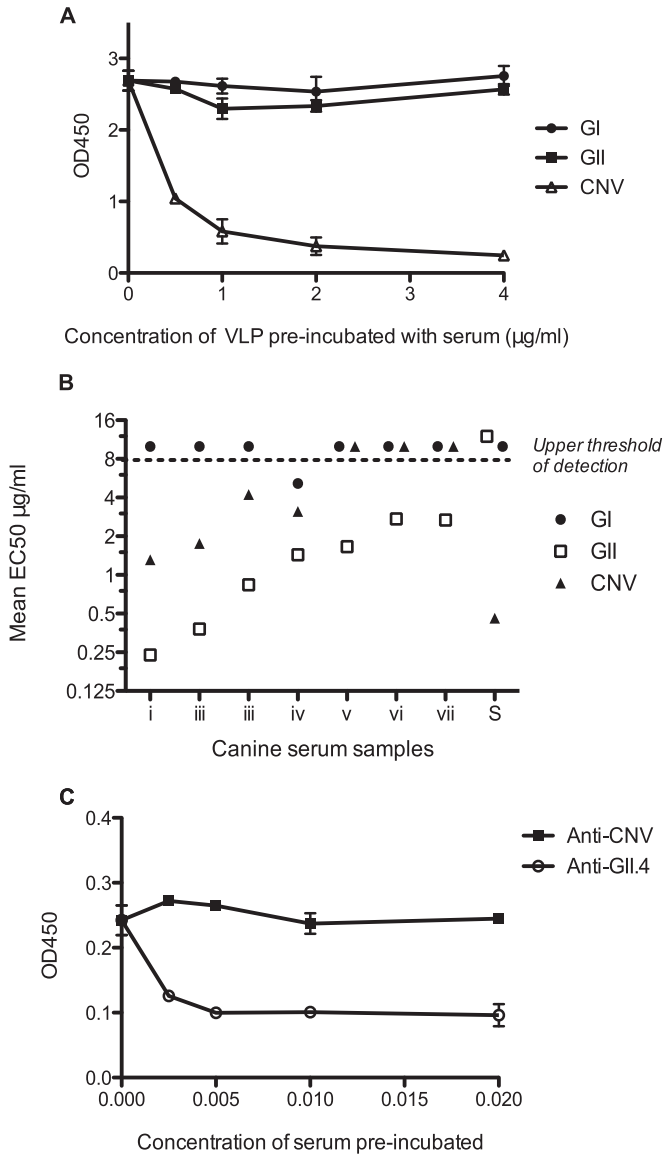 A
3
2
1
0
OD450
0 1 2 3 4
Concentration of VLP pre-incubated with serum (µg/ml)
GI
GII
CNV
B
16
8
4
2
1
0.5
0.25
0.125
Mean EC50 µg/ml
i iii iii iv v vi vii S
Canine serum samples
Upper threshold
of detection
GI
GII
CNV
C
0.4
0.3
0.2
0.1
0.0
OD450
0.000 0.005 0.010 0.015 0.020
Concentration of serum pre-incubated
Anti-CNV
Anti-GII.4